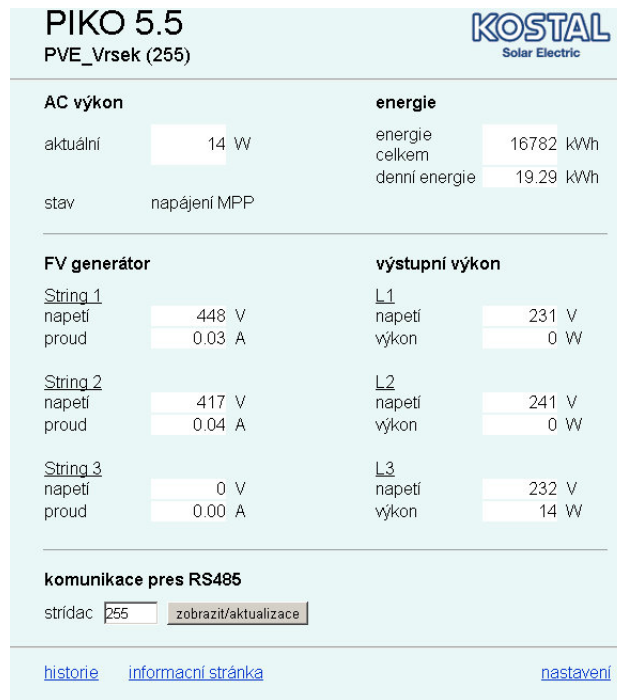 PIKO 5.5
KOSTAL
PVE_Vrsek (255)
Solar Electric
AC výkon
energie
aktuální 14 W
energie celkem 16782 kWh
denní energie 19.29 kWh
stav napájení MPP
FV generátor
výstupní výkon
String 1
L1
napetí 448 V
napetí 231 V
proud 0.03 A
výkon 0 W
String 2
L2
napetí 417 V
napetí 241 V
proud 0.04 A
výkon 0 W
String 3
L3
napetí 0 V
napetí 232 V
proud 0.00 A
výkon 14 W
komunikace pres RS485
strídac 255 zobrazit/aktualizace
historie informacní stránka nastavení